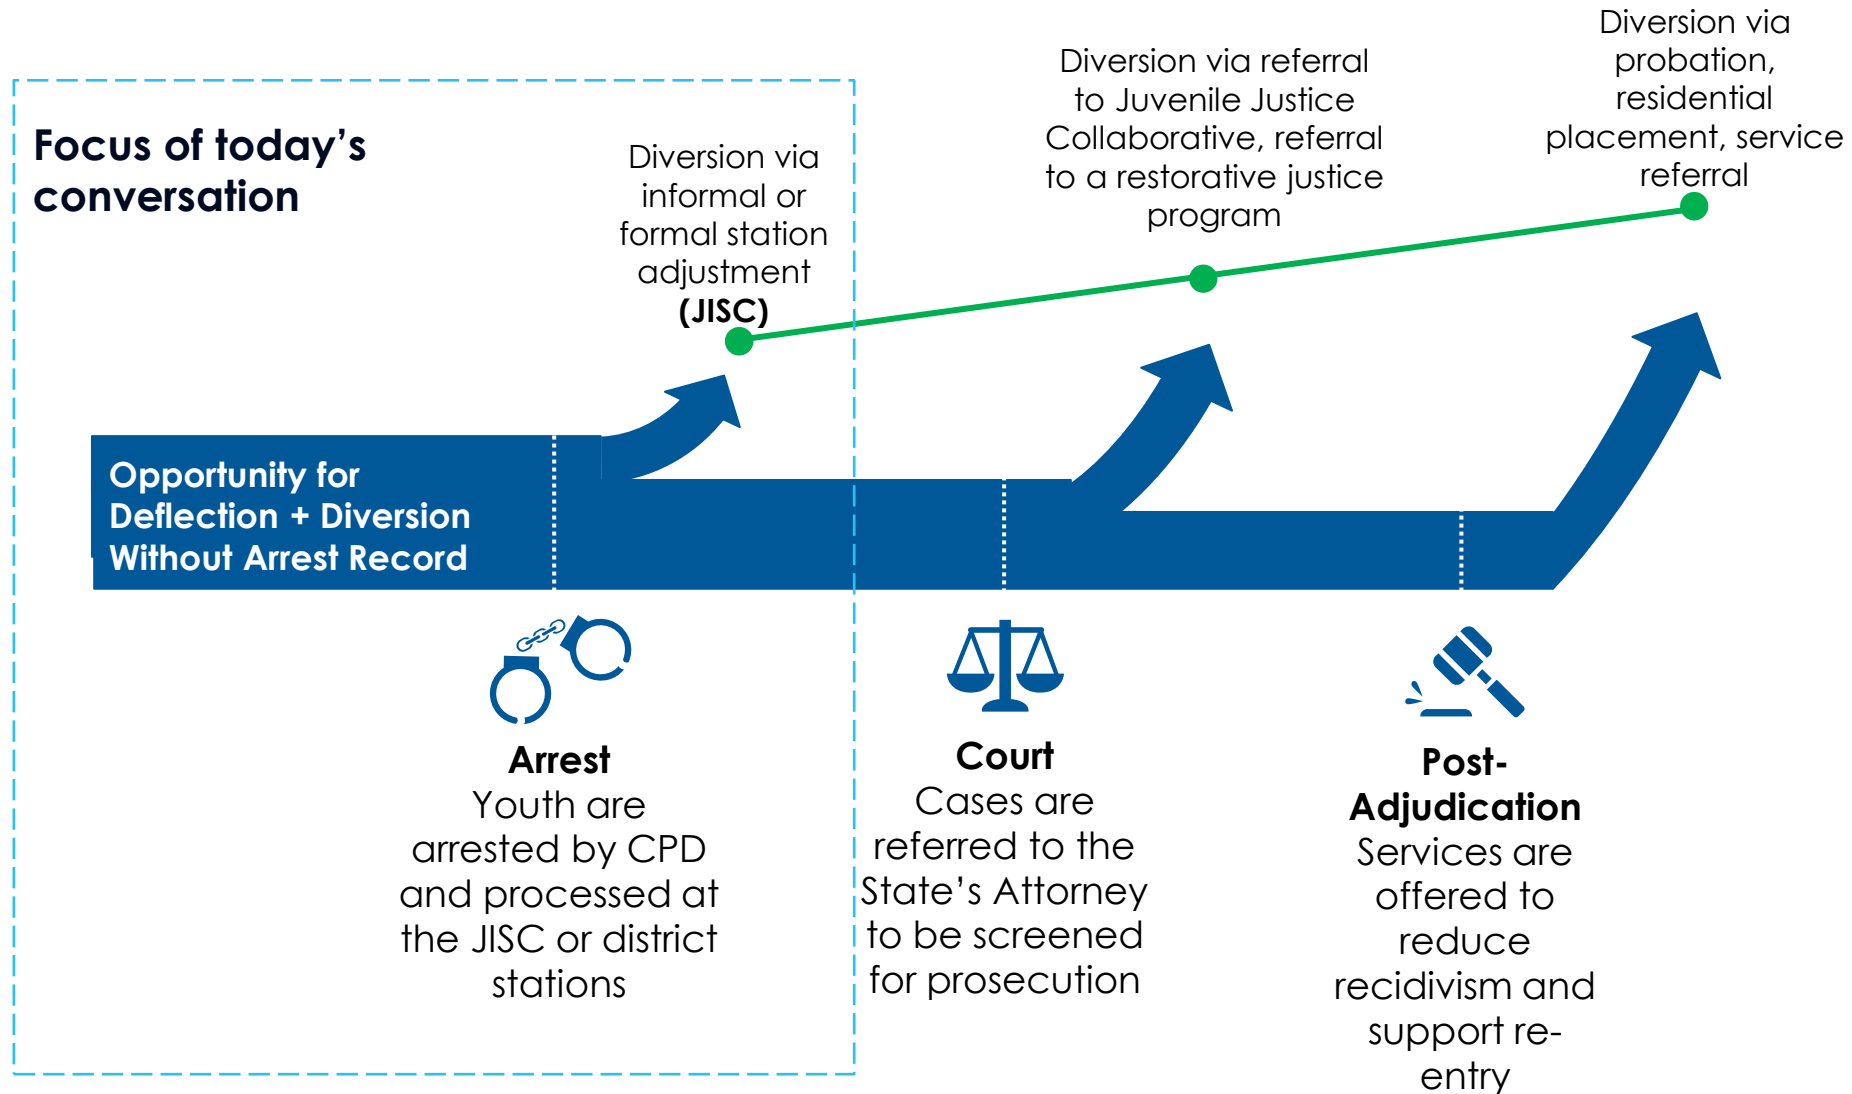 Focus of today's
conversation
Diversion via
informal or
formal station
adjustment
(JISC)
Diversion via referral
to Juvenile Justice
Collaborative, referral
to a restorative justice
program
Diversion via
probation,
residential
placement, service
referral
Opportunity for
Deflection + Diversion
Without Arrest Record
Arrest
Youth are
arrested by CPD
and processed at
the JISC or district
stations
Court
Cases are
referred to the
State's Attorney
to be screened
for prosecution
Post-
Adjudication
Services are
offered to
reduce
recidivism and
support re-
entry